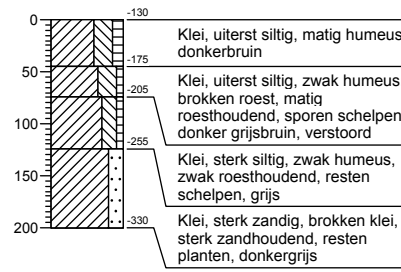 0
-130
Klei, uiterst siltig, matig humeus
donkerbruin
-175
50
Klei, uiterst siltig, zwak humeus
brokken roest, matig
roesthoudend, sporen schelpen
donker grijsbruin, verstoord
-205
100
-255
Klei, sterk siltig, zwak humeus,
zwak roesthoudend, resten
schelpen, grijs
150
200
-330
Klei, sterk zandig, brokken klei,
sterk zandhoudend, resten
planten, donkergrijs